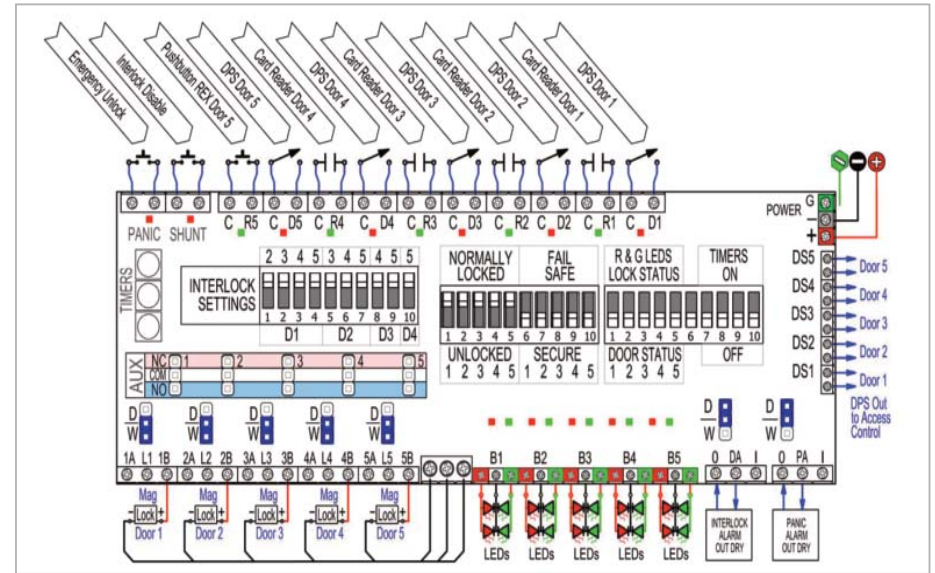 Emergency Unlock
Interlock Disable
Pushbutton REX Door 5
DPS Door 5
Card Reader Door 4
DPS Door 4
Card Reader Door 3
DPS Door 3
Card Reader Door 2
DPS Door 2
Card Reader Door 1
DPS Door 1
PANIC SHUNT
C R5 C D5 C R4 C D4 C R3 C D3 C R2 C D2 C R1 C D1
POWER G
−
+
TIMERS
INTERLOCK SETTINGS
2 3 4 5 3 4 5 4 5 5
1 2 3 4 5 6 7 8 9 10
D1 D2 D3 D4
NORMALLY LOCKED
FAIL SAFE
1 2 3 4 5 6 7 8 9 10
UNLOCKED SECURE
1 2 3 4 5 1 2 3 4 5
R & G LEDS LOCK STATUS
TIMERS ON
1 2 3 4 5 6 7 8 9 10
DOOR STATUS OFF
1 2 3 4 5
DS5 Door 5
DS4 Door 4
DS3 Door 3
DS2 Door 2
DS1 Door 1
DPS Out
to Access
Control
AUX
NC 1 2 3 4 5
COM
NO
D W D W D W D W D W D W D W
1A L1 1B 2A L2 2B 3A L3 3B 4A L4 4B 5A L5 5B
B1 B2 B3 B4 B5
O DA I O PA I
Mag Mag Mag Mag Mag
- Lock + - Lock + - Lock + - Lock + - Lock +
Door 1 Door 2 Door 3 Door 4 Door 5
LEDs LEDs LEDs LEDs LEDs
INTERLOCK
ALARM
OUT DRY
PANIC
ALARM
OUT DRY